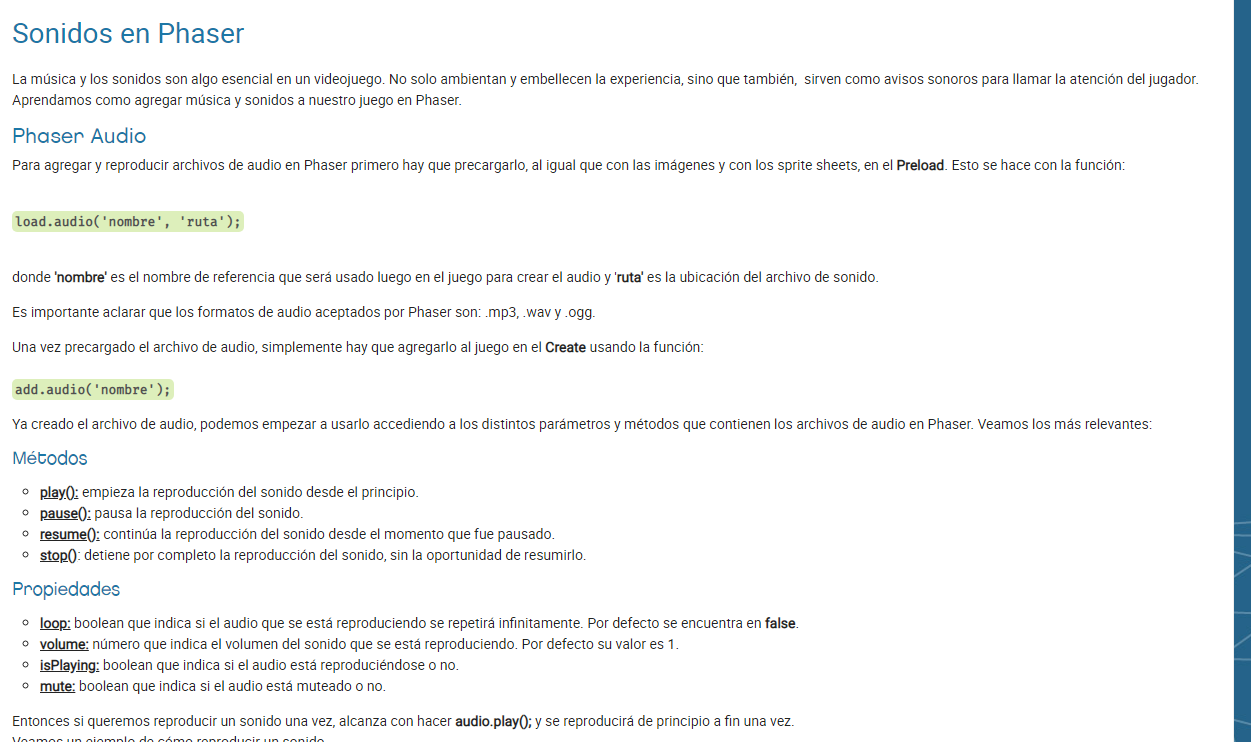 Sonidos en Phaser
La música y los sonidos son algo esencial en un videojuego. No solo ambientan y embellecen la experiencia, sino que también, sirven como avisos sonoros para llamar la atención del jugador.
Aprendamos como agregar música y sonidos a nuestro juego en Phaser.
Phaser Audio
Para agregar y reproducir archivos de audio en Phaser primero hay que precargarlo, al igual que con las imágenes y con los sprite sheets, en el Preload. Esto se hace con la función:
load.audio('nombre', 'ruta');
donde 'nombre' es el nombre de referencia que será usado luego en el juego para crear el audio y 'ruta' es la ubicación del archivo de sonido.
Es importante aclarar que los formatos de audio aceptados por Phaser son: .mp3, .wav y .ogg.
Una vez precargado el archivo de audio, simplemente hay que agregarlo al juego en el Create usando la función:
add.audio('nombre');
Ya creado el archivo de audio, podemos empezar a usarlo accediendo a los distintos parámetros y métodos que contienen los archivos de audio en Phaser. Veamos los más relevantes:
Métodos
play(): empieza la reproducción del sonido desde el principio.
pause(): pausa la reproducción del sonido.
resume(): continúa la reproducción del sonido desde el momento que fue pausado.
stop(): detiene por completo la reproducción del sonido, sin la oportunidad de resumirlo.
Propiedades
loop: boolean que indica si el audio que se está reproduciendo se repetirá infinitamente. Por defecto se encuentra en false.
volume: número que indica el volumen del sonido que se está reproduciendo. Por defecto su valor es 1.
isPlaying: boolean que indica si el audio está reproduciéndose o no.
mute: boolean que indica si el audio está muteado o no.
Entonces si queremos reproducir un sonido una vez, alcanza con hacer audio.play(); y se reproducirá de principio a fin una vez.
Veamos un ejemplo de cómo reproducir un sonido